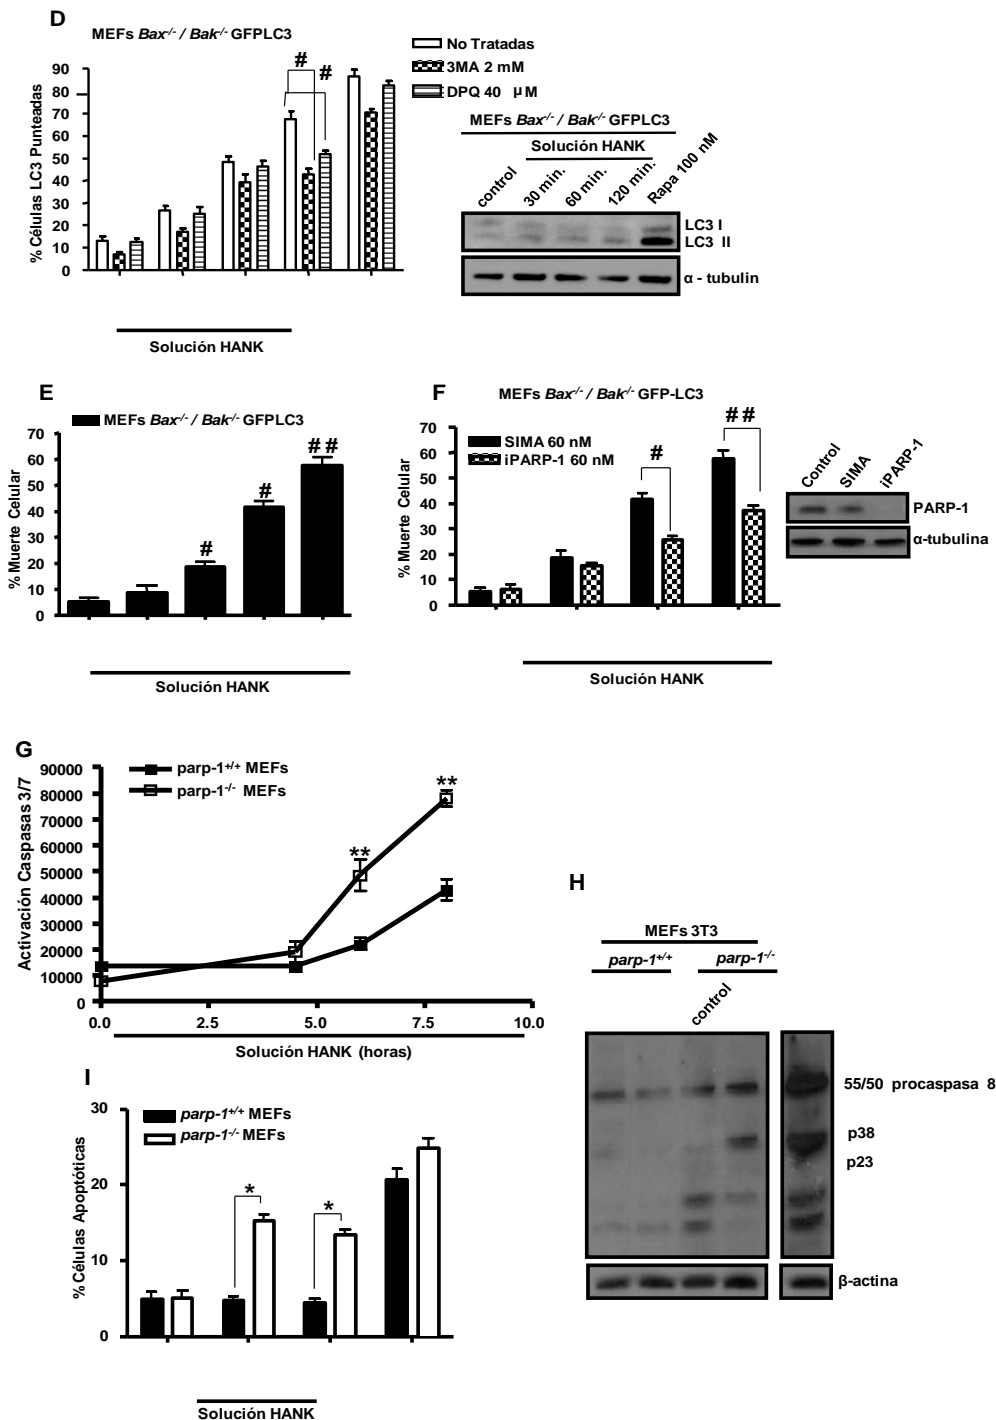 D
MEFs Bax-/- / Bak-/- GFPLC3
No Tratadas
3MA 2 mM
DPQ 40 μM
% Células LC3 Punteadas
90
80
70
60
50
40
30
20
10
0
# #
Solución HANK
MEFs Bax-/- / Bak-/- GFPLC3
Solución HANK
control
30 min.
60 min.
120 min.
Rapa 100 nM
LC3 I
LC3 II
α - tubulin
E
MEFs Bax-/- / Bak-/- GFPLC3
% Muerte Celular
70
60
50
40
30
20
10
0
# # ##
Solución HANK
F
MEFs Bax-/- / Bak-/- GFP-LC3
SIMA 60 nM
iPARP-1 60 nM
% Muerte Celular
70
60
50
40
30
20
10
0
# ##
Solución HANK
Control
SIMA
iPARP-1
PARP-1
α-tubulina
G
parp-1+/+ MEFs
parp-1-/- MEFs
Activación Caspasas 3/7
90000
80000
70000
60000
50000
40000
30000
20000
10000
0
** **
0.0 2.5 5.0 7.5 10.0
Solución HANK (horas)
H
MEFs 3T3
parp-1+/+ parp-1-/-
control
55/50 procaspasa 8
p38
p23
β-actina
I
parp-1+/+ MEFs
parp-1-/- MEFs
% Células Apoptóticas
30
20
10
0
* *
Solución HANK